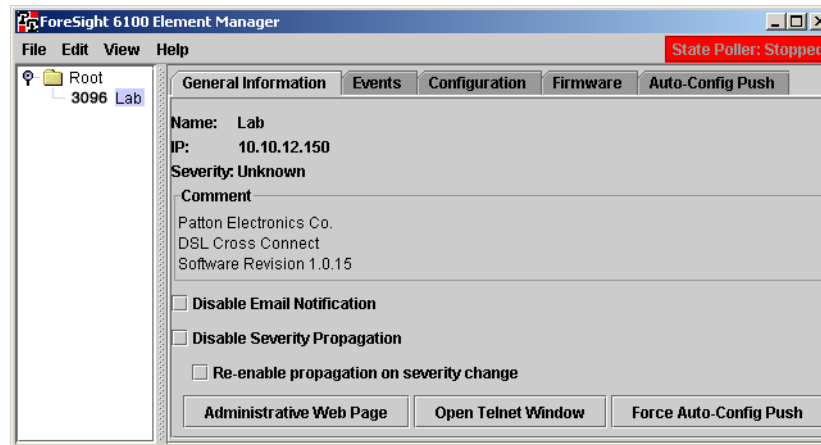 ForeSight 6100 Element Manager
File Edit View Help
State Poller: Stopped
Root
3096 Lab
General Information Events Configuration Firmware Auto-Config Push
Name: Lab
IP: 10.10.12.150
Severity: Unknown
Comment
Patton Electronics Co.
DSL Cross Connect
Software Revision 1.0.15
Disable Email Notification
Disable Severity Propagation
Re-enable propagation on severity change
Administrative Web Page Open Telnet Window Force Auto-Config Push